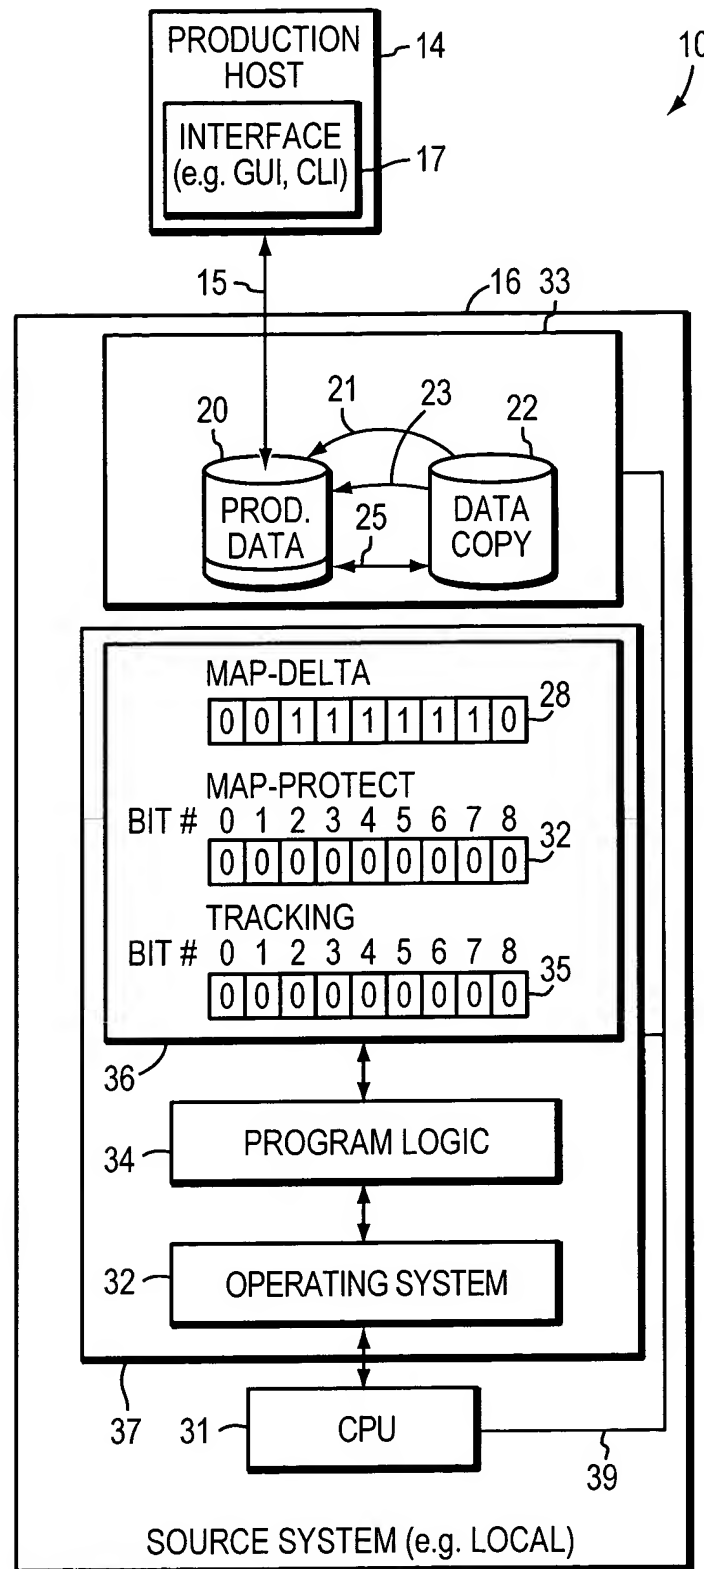 PRODUCTION
HOST
14
10
INTERFACE
(e.g. GUI, CLI)
17
15
16
33
20
21
23
22
PROD.
DATA
25
DATA
COPY
MAP-DELTA
0 0 1 1 1 1 1 1 0
28
MAP-PROTECT
BIT # 0 1 2 3 4 5 6 7 8
0 0 0 0 0 0 0 0 0
32
TRACKING
BIT # 0 1 2 3 4 5 6 7 8
0 0 0 0 0 0 0 0 0
35
36
PROGRAM LOGIC
34
OPERATING SYSTEM
32
37
31
CPU
39
SOURCE SYSTEM (e.g. LOCAL)